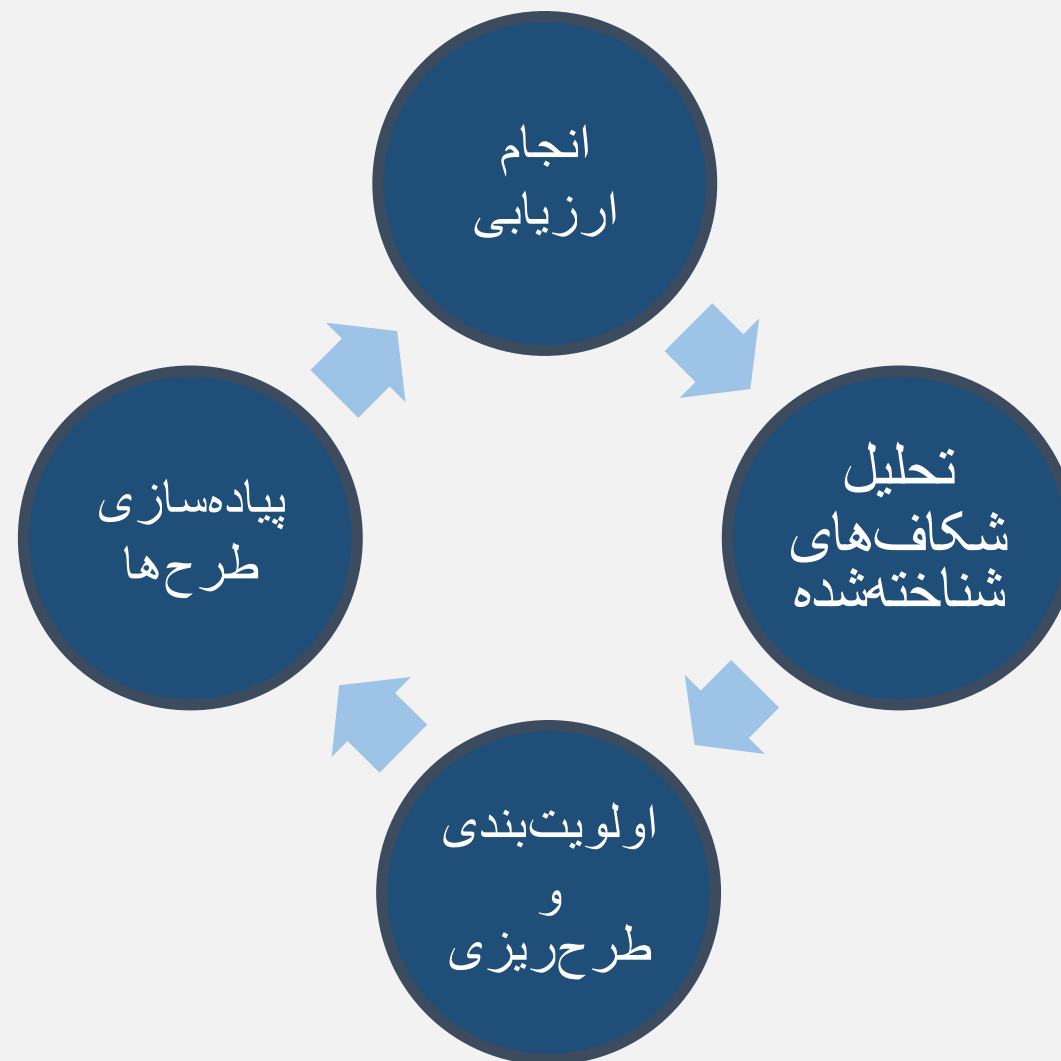 انجام
ارزیابی
تحلیل
شکاف‌های
شناخته‌شده
اولویت‌بندی
و
طرح‌ریزی
پیاده‌سازی
طرح‌ها